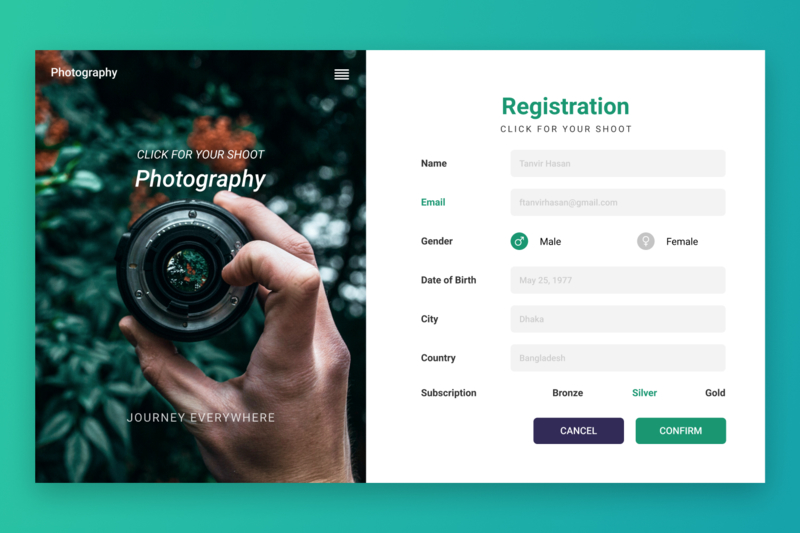 Photography
CLICK FOR YOUR SHOOT
Photography
JOURNEY EVERYWHERE
Registration
CLICK FOR YOUR SHOOT
Name Tanvir Hasan
Email ftanvirhasan@gmail.com
Gender Male Female
Date of Birth May 25, 1977
City Dhaka
Country Bangladesh
Subscription Bronze Silver Gold
CANCEL CONFIRM